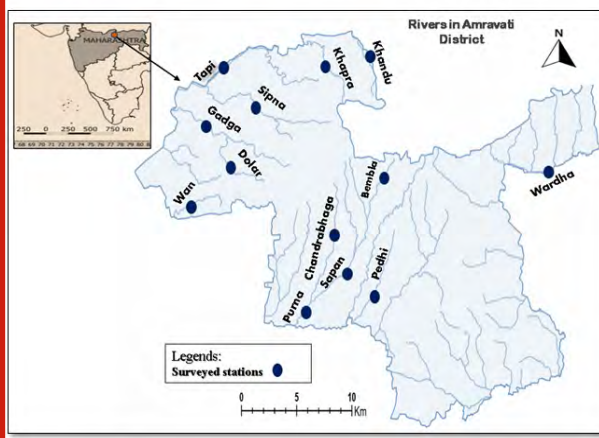 Rivers in Amravati
District
N
MAHARASHTRA
250 0 250 500 750 km
Tapi
Khapra
Khandu
Sipna
Gadga
Dolar
Wan
Bembla
Wardha
Chandrabhaga
Sapan
Pedhi
Purna
Legends:
Surveyed stations
0 5 10
Km